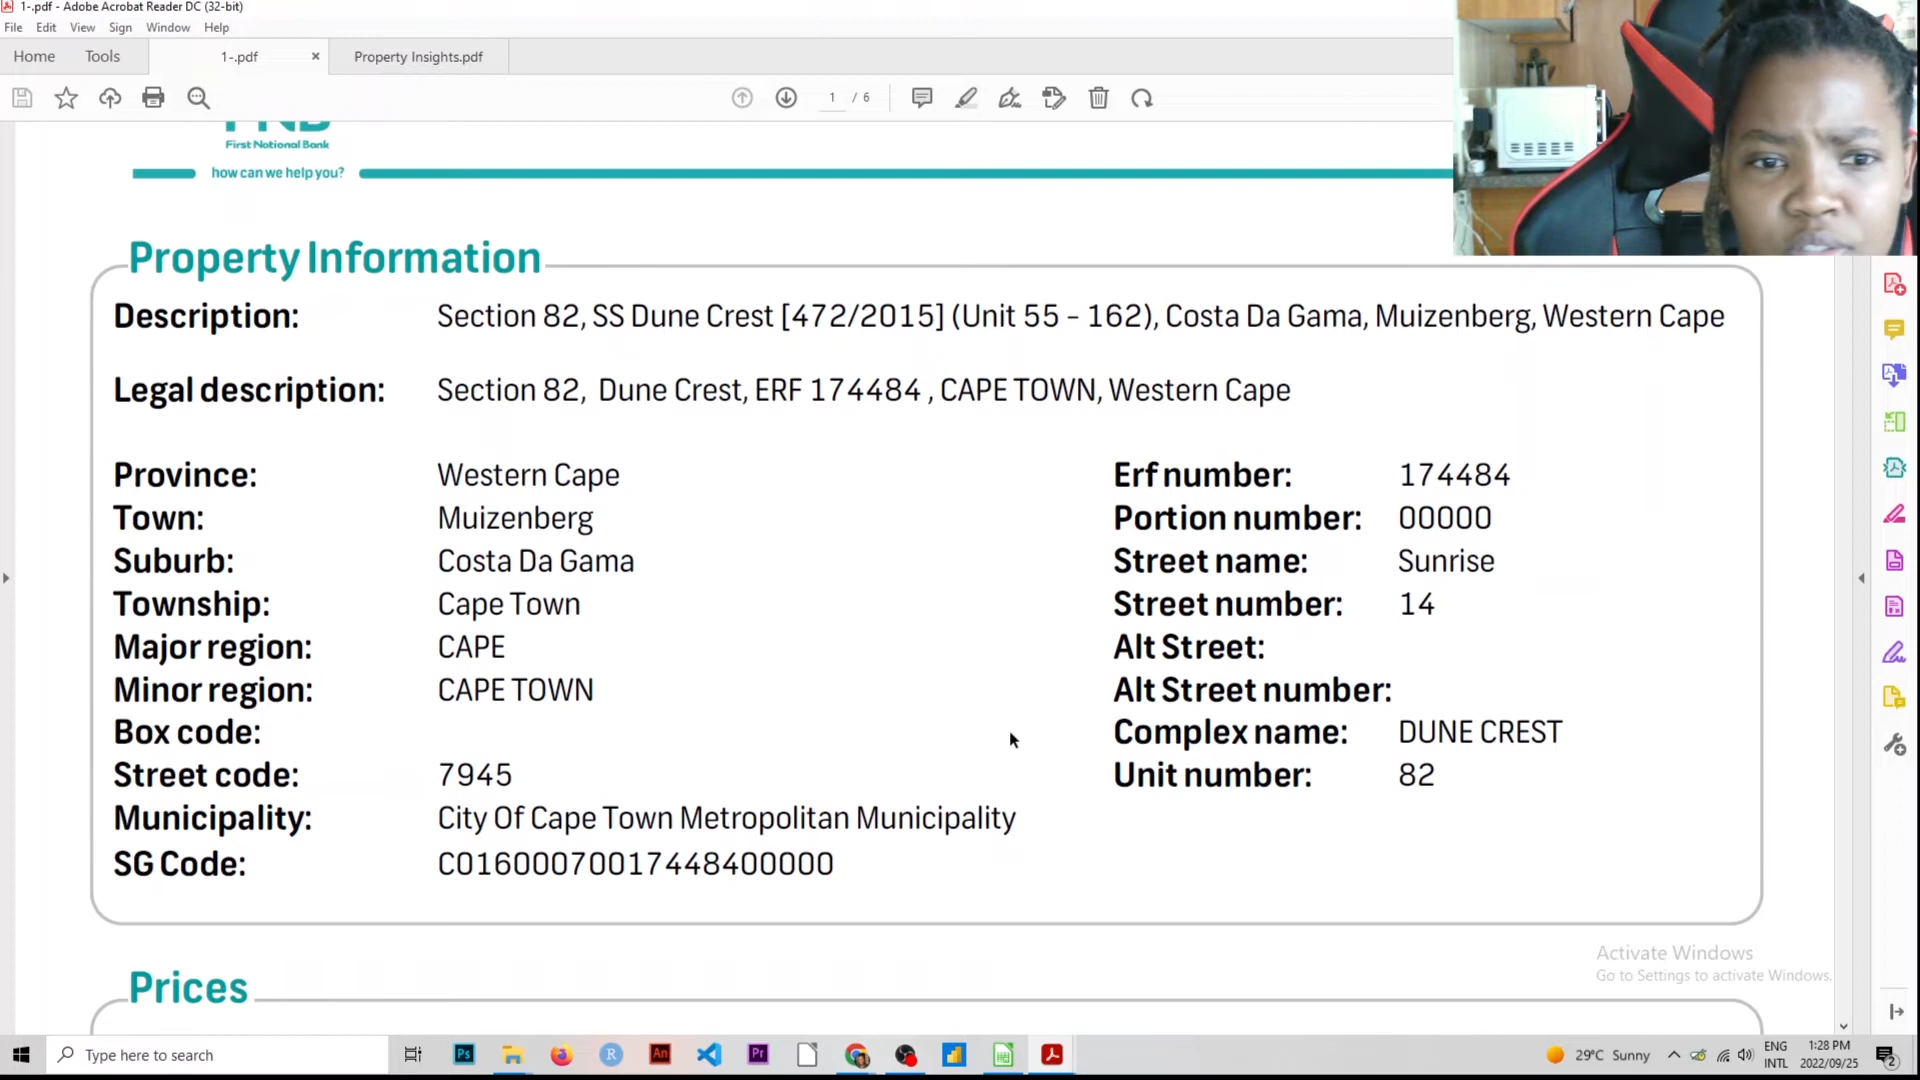 1-.pdf - Adobe Acrobat Reader DC (32-bit)
File Edit View Sign Window Help
Home Tools 1-.pdf × Property Insights.pdf
1 / 6
FNB
First National Bank
how can we help you?
Property Information
Description: Section 82, SS Dune Crest [472/2015] (Unit 55 - 162), Costa Da Gama, Muizenberg, Western Cape
Legal description: Section 82, Dune Crest, ERF 174484 , CAPE TOWN, Western Cape
Province: Western Cape Erf number: 174484
Town: Muizenberg Portion number: 00000
Suburb: Costa Da Gama Street name: Sunrise
Township: Cape Town Street number: 14
Major region: CAPE Alt Street:
Minor region: CAPE TOWN Alt Street number:
Box code: Complex name: DUNE CREST
Street code: 7945 Unit number: 82
Municipality: City Of Cape Town Metropolitan Municipality
SG Code: C01600070017448400000
Activate Windows
Go to Settings to activate Windows.
Prices
Type here to search Ps R An Pr 29°C Sunny ENG INTL 1:28 PM 2022/09/25 2